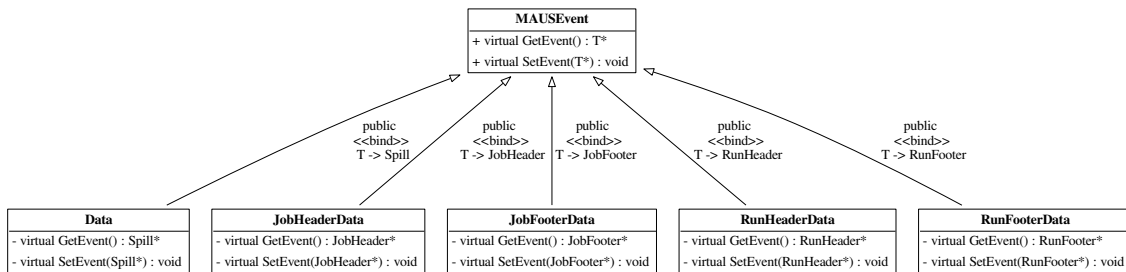 MAUSEvent
+ virtual GetEvent() : T*
+ virtual SetEvent(T*) : void
public
<<bind>>
T -> Spill
public
<<bind>>
T -> JobHeader
public
<<bind>>
T -> JobFooter
public
<<bind>>
T -> RunHeader
public
<<bind>>
T -> RunFooter
Data
- virtual GetEvent() : Spill*
- virtual SetEvent(Spill*) : void
JobHeaderData
- virtual GetEvent() : JobHeader*
- virtual SetEvent(JobHeader*) : void
JobFooterData
- virtual GetEvent() : JobFooter*
- virtual SetEvent(JobFooter*) : void
RunHeaderData
- virtual GetEvent() : RunHeader*
- virtual SetEvent(RunHeader*) : void
RunFooterData
- virtual GetEvent() : RunFooter*
- virtual SetEvent(RunFooter*) : void